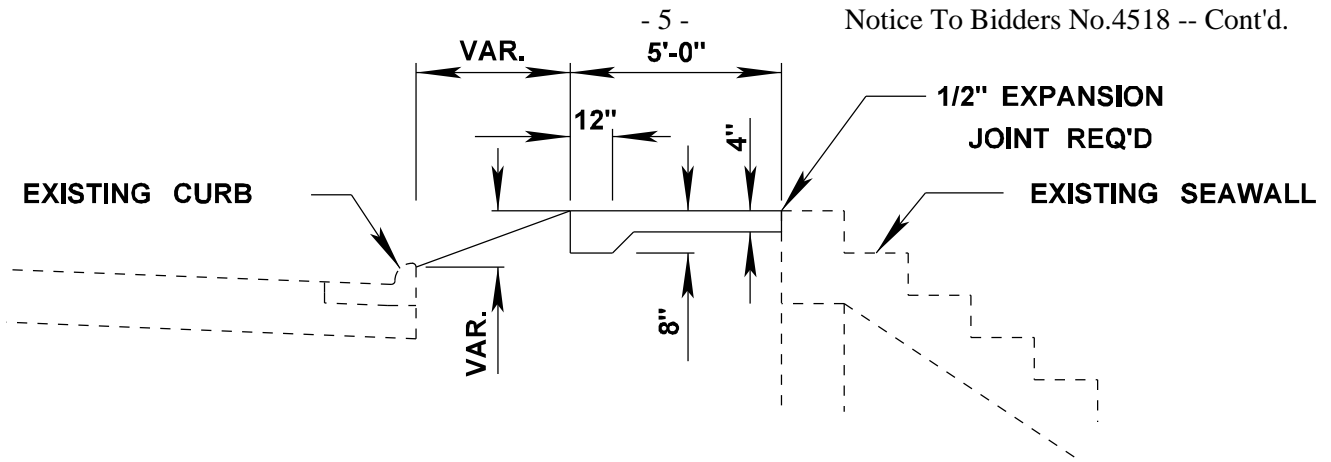 - 5 -
Notice To Bidders No.4518 -- Cont'd.
VAR.
5'-0"
1/2" EXPANSION
JOINT REQ'D
12"
4"
EXISTING CURB
EXISTING SEAWALL
VAR.
8"